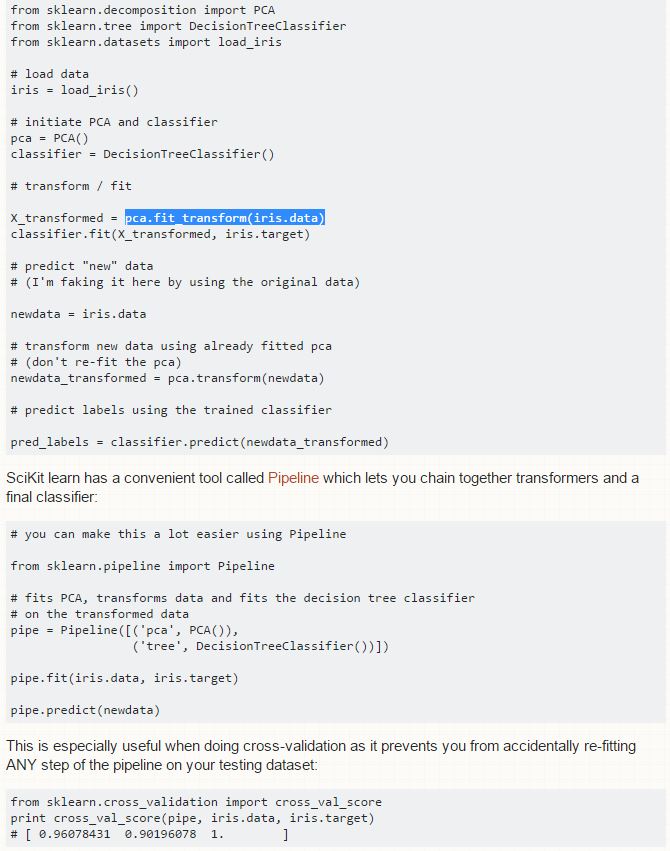 from sklearn.decomposition import PCA
from sklearn.tree import DecisionTreeClassifier
from sklearn.datasets import load_iris
# load data
iris = load_iris()
# initiate PCA and classifier
pca = PCA()
classifier = DecisionTreeClassifier()
# transform / fit
X_transformed = pca.fit_transform(iris.data)
classifier.fit(X_transformed, iris.target)
# predict "new" data
# (I'm faking it here by using the original data)
newdata = iris.data
# transform new data using already fitted pca
# (don't re-fit the pca)
newdata_transformed = pca.transform(newdata)
# predict labels using the trained classifier
pred_labels = classifier.predict(newdata_transformed)
SciKit learn has a convenient tool called Pipeline which lets you chain together transformers and a
final classifier:
# you can make this a lot easier using Pipeline
from sklearn.pipeline import Pipeline
# fits PCA, transforms data and fits the decision tree classifier
# on the transformed data
pipe = Pipeline([('pca', PCA()),
                 ('tree', DecisionTreeClassifier())])
pipe.fit(iris.data, iris.target)
pipe.predict(newdata)
This is especially useful when doing cross-validation as it prevents you from accidentally re-fitting
ANY step of the pipeline on your testing dataset:
from sklearn.cross_validation import cross_val_score
print cross_val_score(pipe, iris.data, iris.target)
# [ 0.96078431  0.90196078  1.        ]